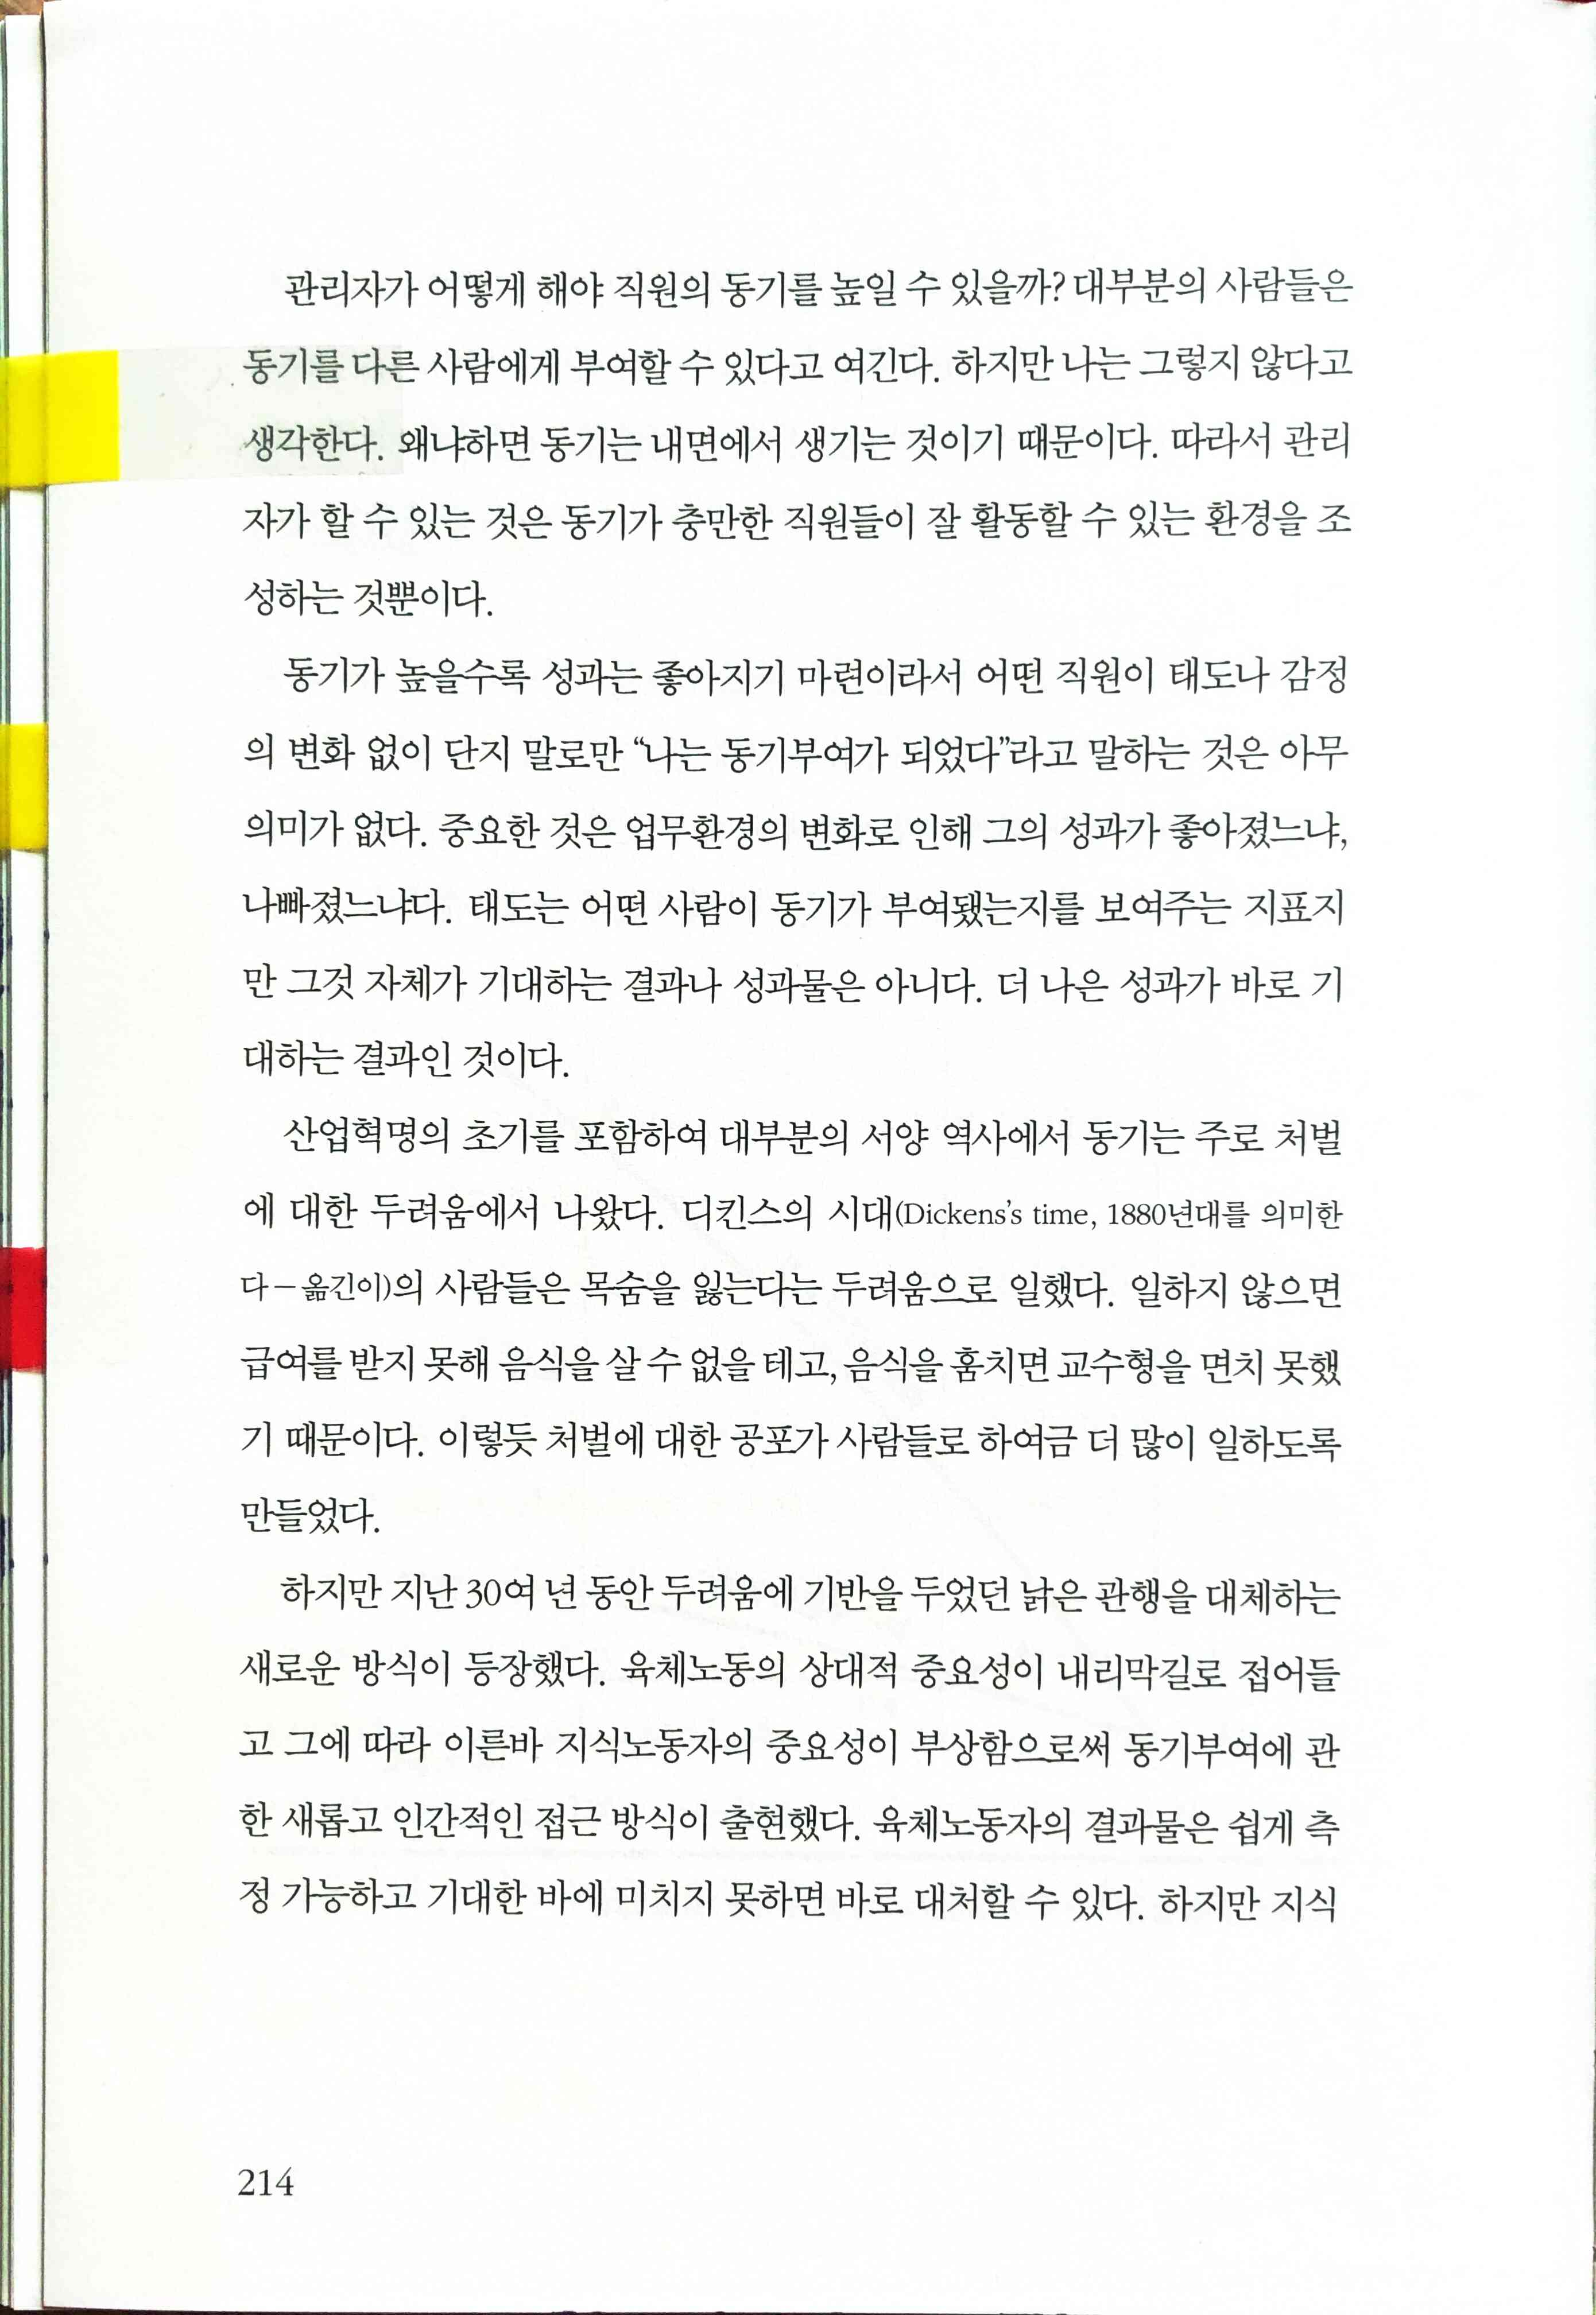 관리자가 어떻게 해야 직원의 동기를 높일 수 있을까? 대부분의 사람들은
동기를 다른 사람에게 부여할 수 있다고 여긴다. 하지만 나는 그렇지 않다고
생각한다. 왜냐하면 동기는 내면에서 생기는 것이기 때문이다. 따라서 관리
자가 할 수 있는 것은 동기가 충만한 직원들이 잘 활동할 수 있는 환경을 조
성하는 것뿐이다.
동기가 높을수록 성과는 좋아지기 마련이라서 어떤 직원이 태도나 감정
의 변화 없이 단지 말로만 “나는 동기부여가 되었다”라고 말하는 것은 아무
의미가 없다. 중요한 것은 업무환경의 변화로 인해 그의 성과가 좋아졌느냐,
나빠졌느냐다. 태도는 어떤 사람이 동기가 부여됐는지를 보여주는 지표지
만 그것 자체가 기대하는 결과나 성과물은 아니다. 더 나은 성과가 바로 기
대하는 결과인 것이다.
산업혁명의 초기를 포함하여 대부분의 서양 역사에서 동기는 주로 처벌
에 대한 두려움에서 나왔다. 디킨스의 시대(Dickens’s time, 1880년대를 의미한
다－옮긴이)의 사람들은 목숨을 잃는다는 두려움으로 일했다. 일하지 않으면
급여를 받지 못해 음식을 살 수 없을 테고, 음식을 훔치면 교수형을 면치 못했
기 때문이다. 이렇듯 처벌에 대한 공포가 사람들로 하여금 더 많이 일하도록
만들었다.
하지만 지난 30여 년 동안 두려움에 기반을 두었던 낡은 관행을 대체하는
새로운 방식이 등장했다. 육체노동의 상대적 중요성이 내리막길로 접어들
고 그에 따라 이른바 지식노동자의 중요성이 부상함으로써 동기부여에 관
한 새롭고 인간적인 접근 방식이 출현했다. 육체노동자의 결과물은 쉽게 측
정 가능하고 기대한 바에 미치지 못하면 바로 대처할 수 있다. 하지만 지식
214